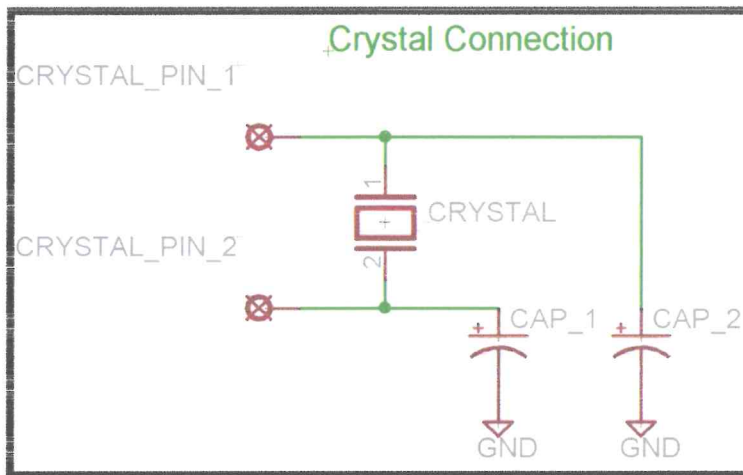 Crystal Connection
CRYSTAL_PIN_1
1
CRYSTAL
CRYSTAL_PIN_2
2
+ CAP_1
+ CAP_2
GND
GND